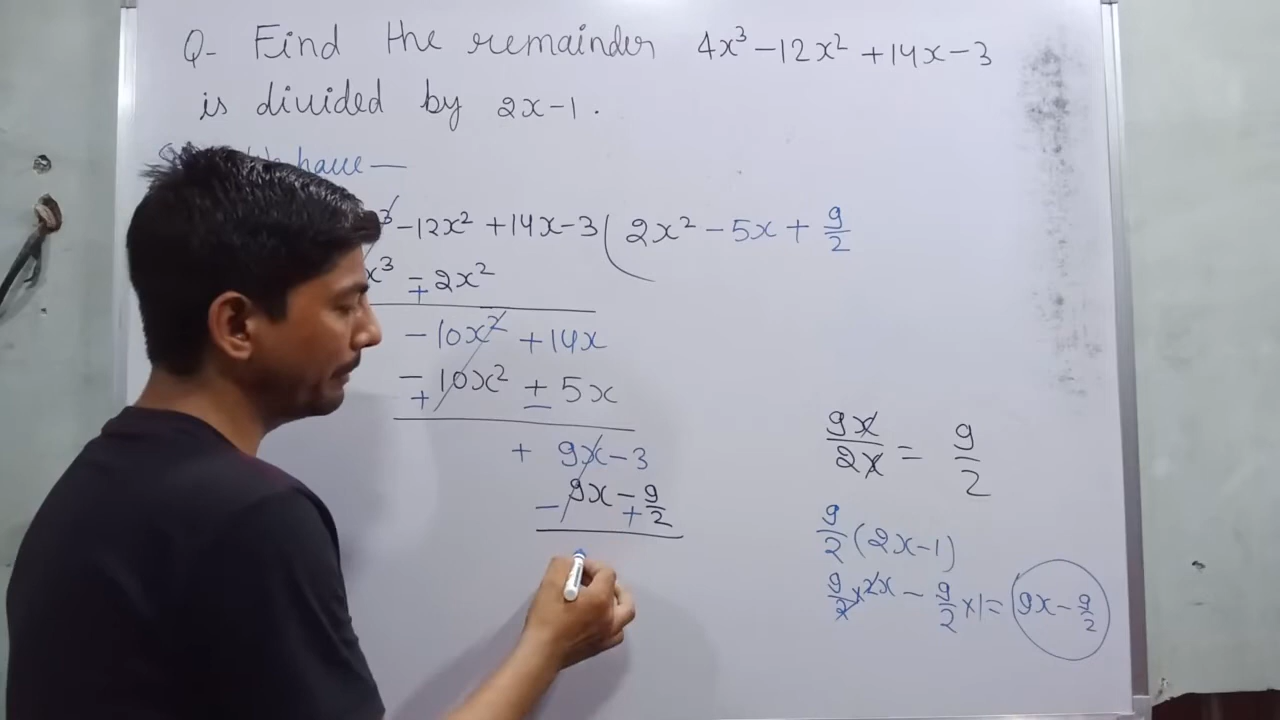 Q- Find the remainder 4x³ - 12x² + 14x - 3
is divided by 2x - 1.
have —
³ - 12x² + 14x - 3 ( 2x² - 5x + 9/2
x³ - 2x²
+
- 10x² + 14x
- 10x² + 5x
+ -
+ 9x - 3
9x - 9/2
- +
9x/2x = 9/2
9/2 (2x - 1)
9/2 × 2x - 9/2 × 1 = 9x - 9/2